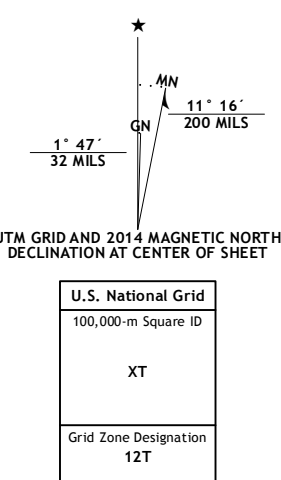 MN
GN
11° 16´
200 MILS
1° 47´
32 MILS
UTM GRID AND 2014 MAGNETIC NORTH
DECLINATION AT CENTER OF SHEET
U.S. National Grid
100,000-m Square ID
XT
Grid Zone Designation
12T